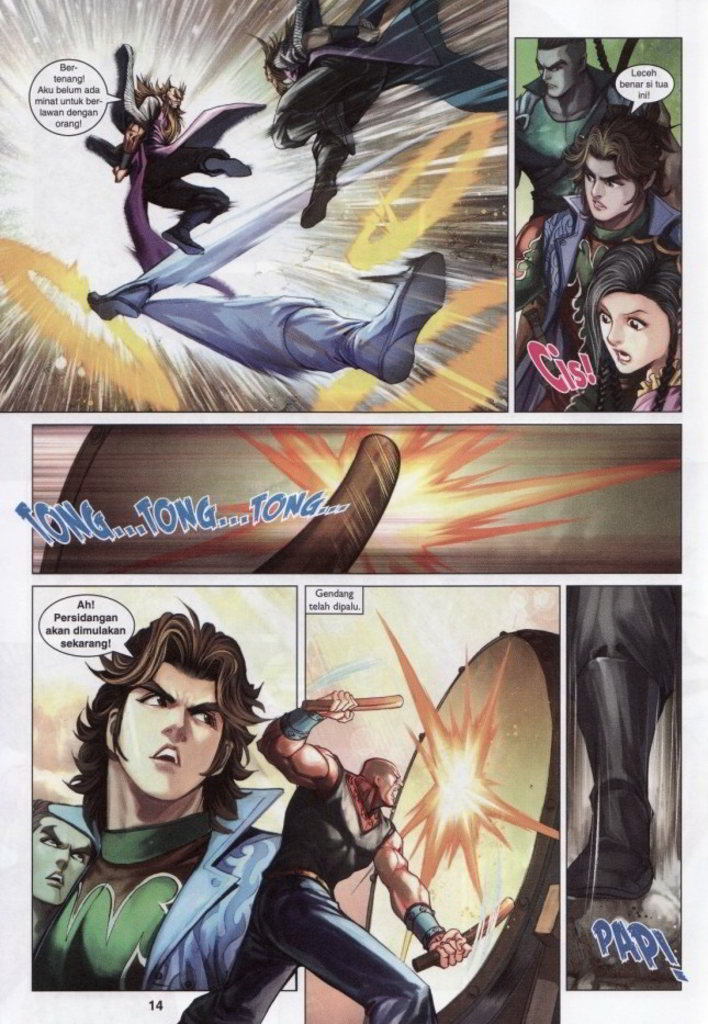 Ber-
tenang!
Aku belum ada
minat untuk ber-
lawan dengan
orang!
Leceh
benar si tua
ini!
Cis!
TONG...TONG...TONG...
Ah!
Persidangan
akan dimulakan
sekarang!
Gendang
telah dipalu.
PAP!
14